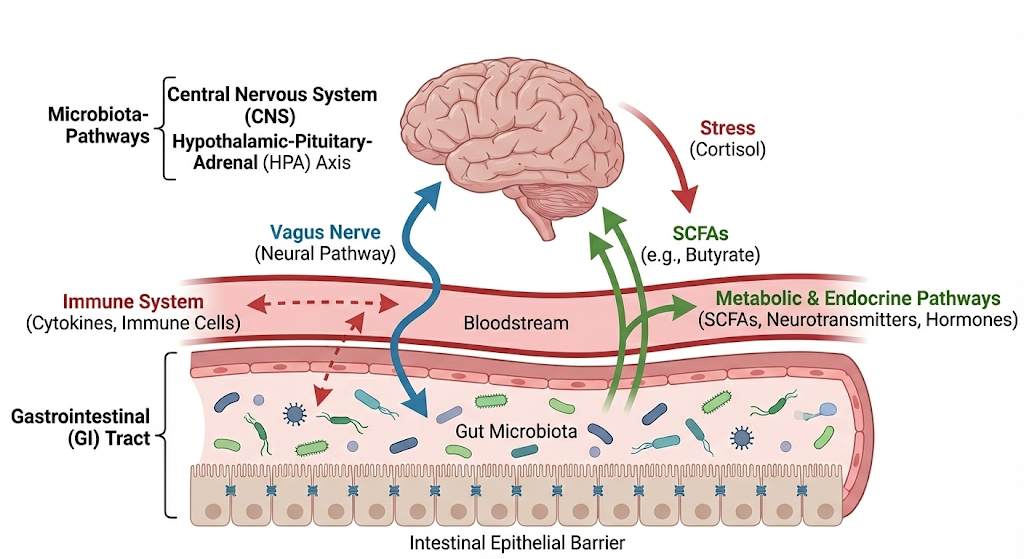 Microbiota-
Pathways
Central Nervous System
(CNS)
Hypothalamic-Pituitary-
Adrenal (HPA) Axis
Stress
(Cortisol)
Vagus Nerve
(Neural Pathway)
SCFAs
(e.g., Butyrate)
Immune System
(Cytokines, Immune Cells)
Bloodstream
Metabolic & Endocrine Pathways
(SCFAs, Neurotransmitters, Hormones)
Gastrointestinal
(GI) Tract
Gut Microbiota
Intestinal Epithelial Barrier